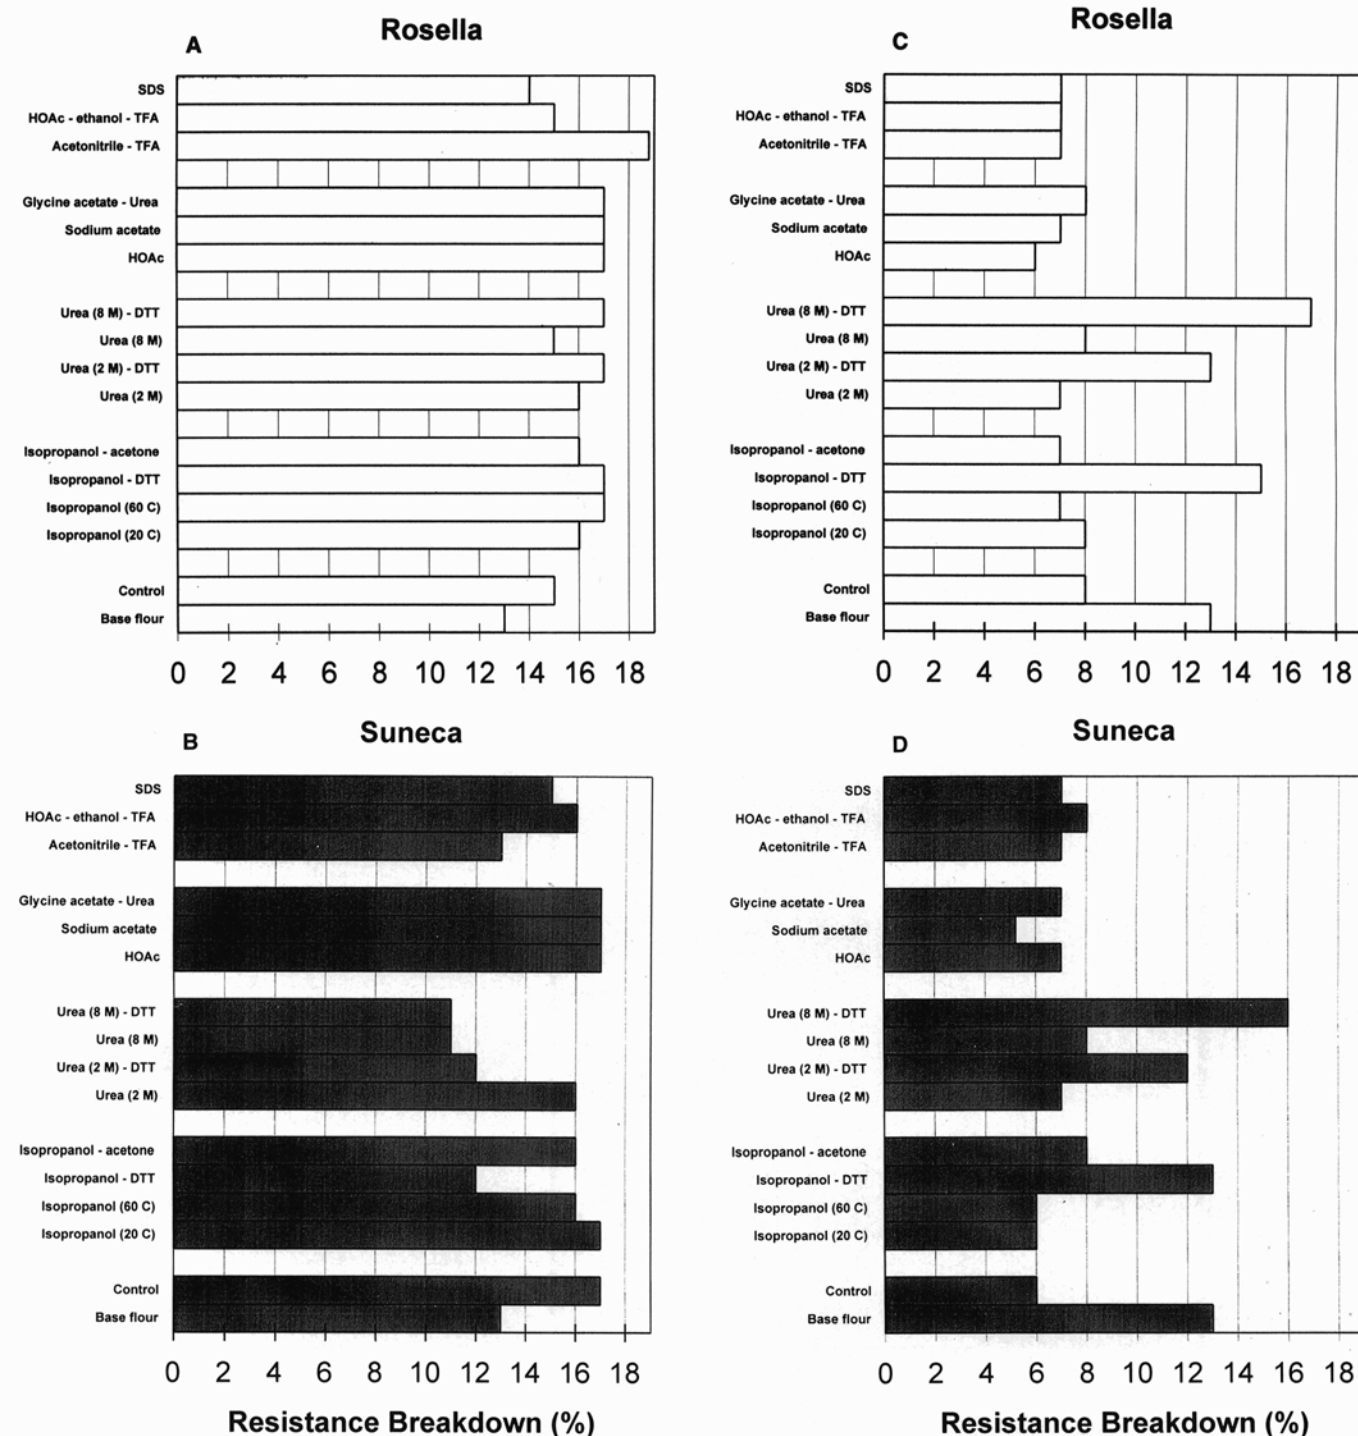 A
Rosella
SDS
HOAc - ethanol - TFA
Acetonitrile - TFA
Glycine acetate - Urea
Sodium acetate
HOAc
Urea (8 M) - DTT
Urea (8 M)
Urea (2 M) - DTT
Urea (2 M)
Isopropanol - acetone
Isopropanol - DTT
Isopropanol (60 C)
Isopropanol (20 C)
Control
Base flour
0 2 4 6 8 10 12 14 16 18
C
Rosella
SDS
HOAc - ethanol - TFA
Acetonitrile - TFA
Glycine acetate - Urea
Sodium acetate
HOAc
Urea (8 M) - DTT
Urea (8 M)
Urea (2 M) - DTT
Urea (2 M)
Isopropanol - acetone
Isopropanol - DTT
Isopropanol (60 C)
Isopropanol (20 C)
Control
Base flour
0 2 4 6 8 10 12 14 16 18
B
Suneca
SDS
HOAc - ethanol - TFA
Acetonitrile - TFA
Glycine acetate - Urea
Sodium acetate
HOAc
Urea (8 M) - DTT
Urea (8 M)
Urea (2 M) - DTT
Urea (2 M)
Isopropanol - acetone
Isopropanol - DTT
Isopropanol (60 C)
Isopropanol (20 C)
Control
Base flour
0 2 4 6 8 10 12 14 16 18
Resistance Breakdown (%)
D
Suneca
SDS
HOAc - ethanol - TFA
Acetonitrile - TFA
Glycine acetate - Urea
Sodium acetate
HOAc
Urea (8 M) - DTT
Urea (8 M)
Urea (2 M) - DTT
Urea (2 M)
Isopropanol - acetone
Isopropanol - DTT
Isopropanol (60 C)
Isopropanol (20 C)
Control
Base flour
0 2 4 6 8 10 12 14 16 18
Resistance Breakdown (%)